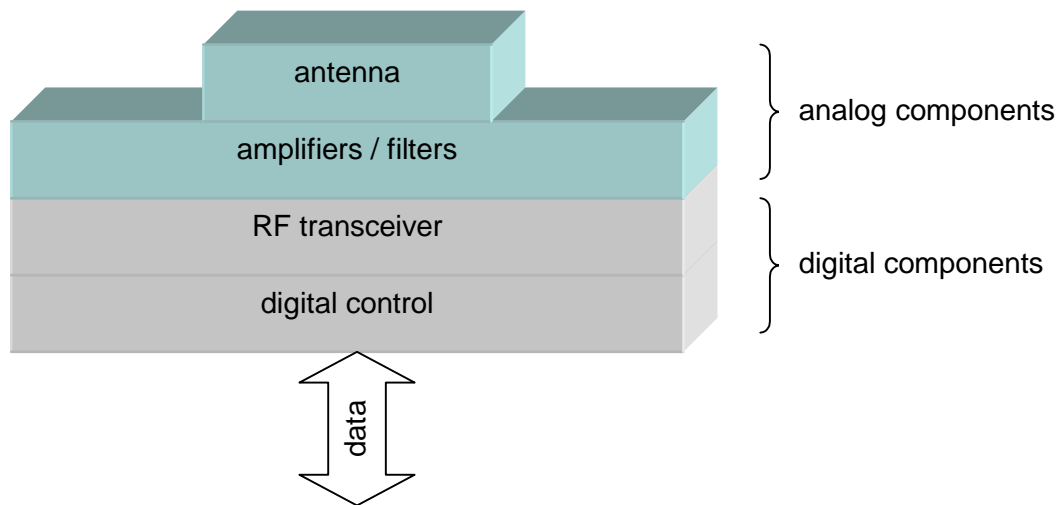 antenna
analog components
amplifiers / filters
RF transceiver
digital components
digital control
data